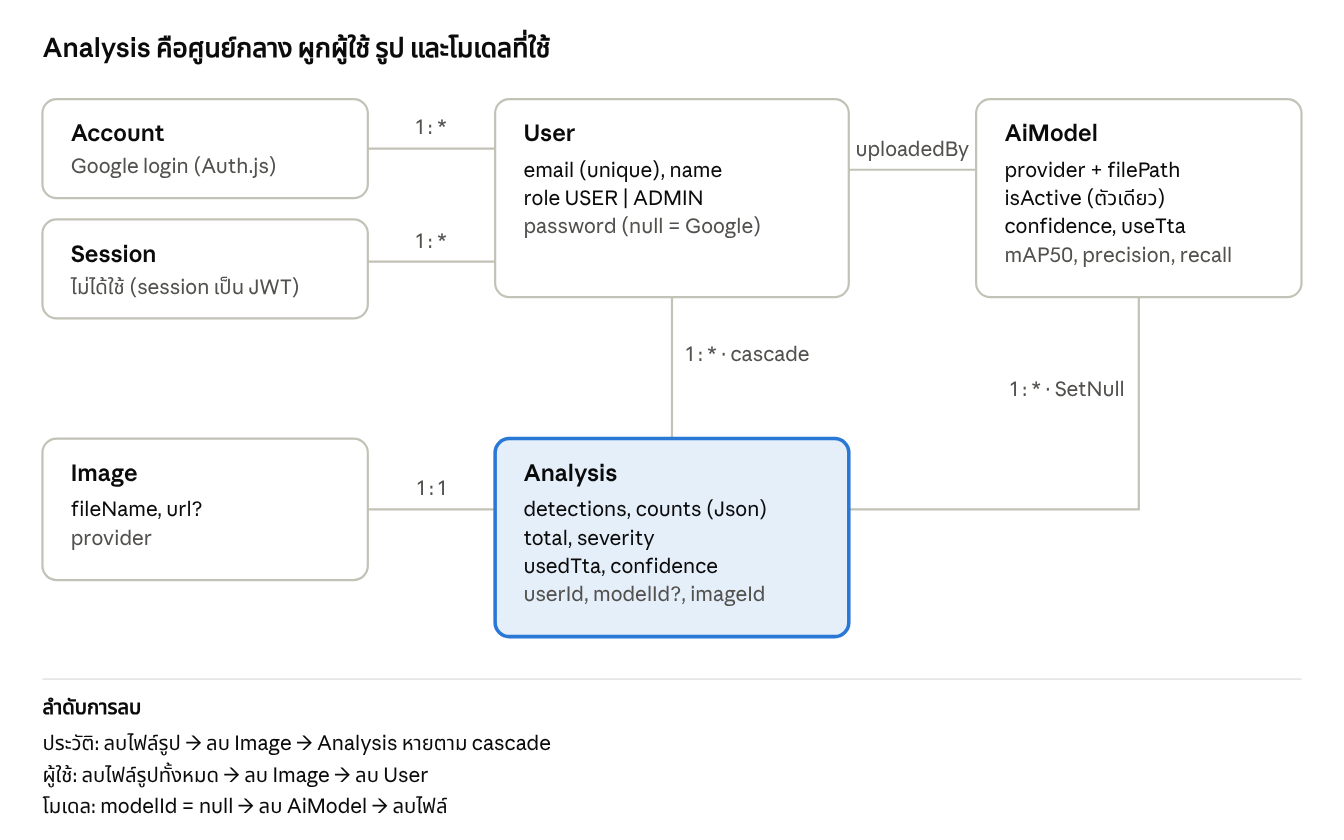 Analysis คือศูนย์กลาง ผูกผู้ใช้ รูป และโมเดลที่ใช้
Account
Google login (Auth.js)
1:*
Session
ไม่ได้ใช้ (session เป็น JWT)
1:*
User
email (unique), name
role USER | ADMIN
password (null = Google)
uploadedBy
AiModel
provider + filePath
isActive (ตัวเดียว)
confidence, useTta
mAP50, precision, recall
1:* · cascade
1:* · SetNull
Image
fileName, url?
provider
1:1
Analysis
detections, counts (Json)
total, severity
usedTta, confidence
userId, modelId?, imageId
ลำดับการลบ
ประวัติ: ลบไฟล์รูป → ลบ Image → Analysis หายตาม cascade
ผู้ใช้: ลบไฟล์รูปทั้งหมด → ลบ Image → ลบ User
โมเดล: modelId = null → ลบ AiModel → ลบไฟล์